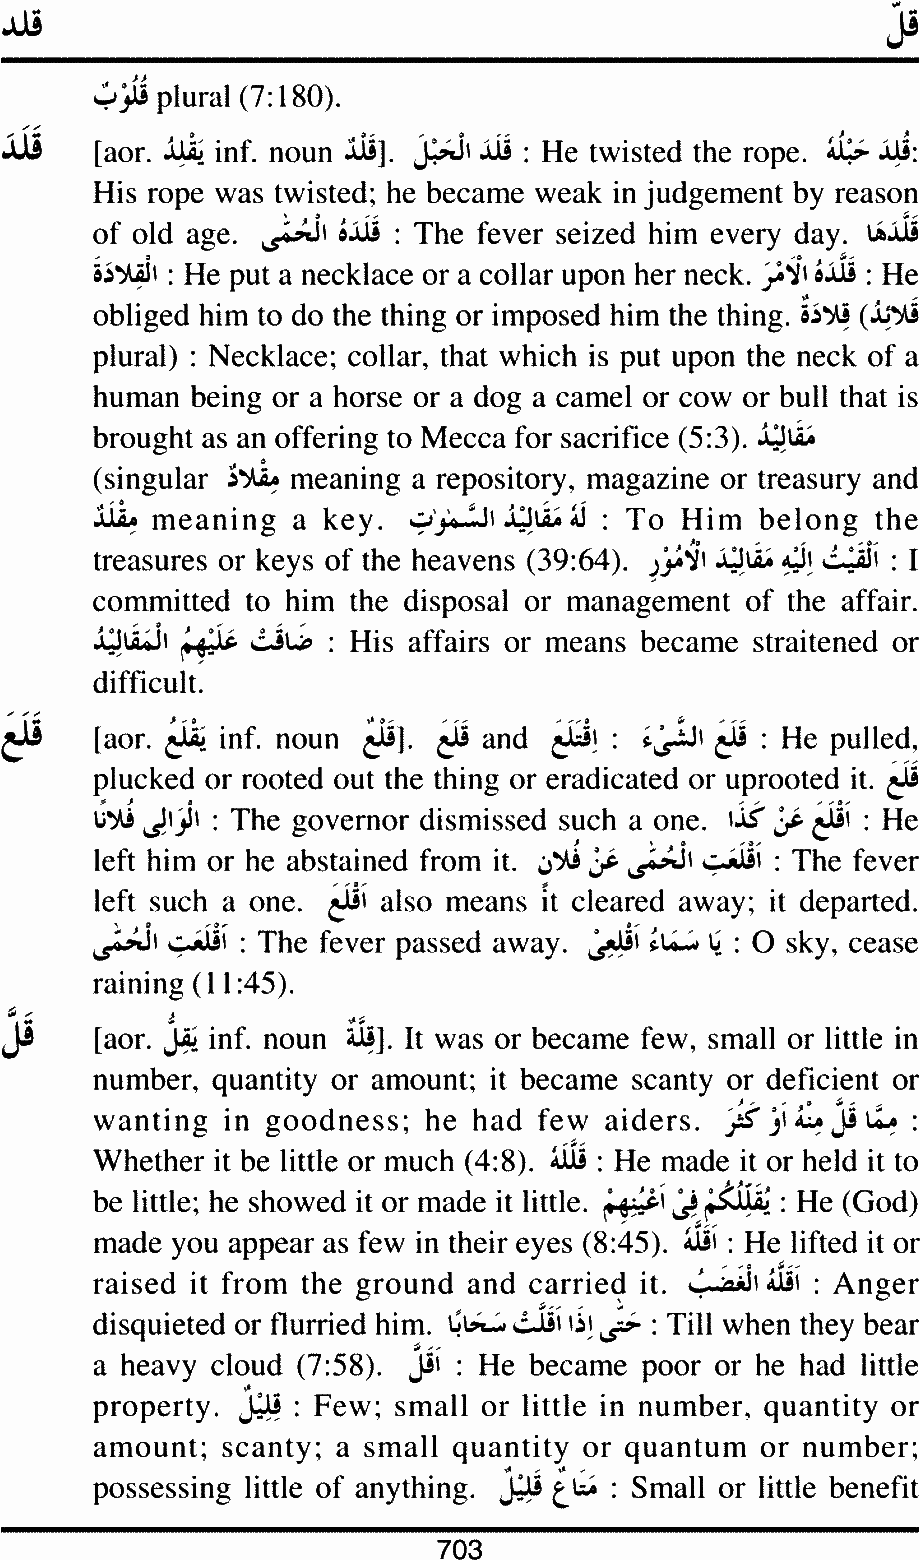 قلد قلّ
قُلُوْبٌ plural (7:180).
قَلَدَ [aor. يَقْلِدُ inf. noun قَلْدٌ]. قَلَدَ الْحَبْلَ : He twisted the rope. قُلِدَ حَبْلُهٗ:
His rope was twisted; he became weak in judgement by reason
of old age. قَلَدَهُ الْحُمّٰى : The fever seized him every day. قَلَّدَهَا
الْقِلَادَةَ : He put a necklace or a collar upon her neck. قَلَّدَهُ الْاَمْرَ : He
obliged him to do the thing or imposed him the thing. قِلَادَةٌ (قَلَائِدُ
plural) : Necklace; collar, that which is put upon the neck of a
human being or a horse or a dog a camel or cow or bull that is
brought as an offering to Mecca for sacrifice (5:3). مَقَالِيْدُ
(singular مِقْلَادٌ meaning a repository, magazine or treasury and
مِقْلَدٌ meaning a key. لَهٗ مَقَالِيْدُ السَّمٰوٰتِ : To Him belong the
treasures or keys of the heavens (39:64). اَلْقَيْتُ اِلَيْهِ مَقَالِيْدَ الْاُمُوْرِ : I
committed to him the disposal or management of the affair.
ضَاقَتْ عَلَيْهِمُ الْمَقَالِيْدُ : His affairs or means became straitened or
difficult.
قَلَعَ [aor. يَقْلَعُ inf. noun قَلْعٌ]. قَلَعَ and اِقْتَلَعَ : قَلَعَ الشَّىْءَ : He pulled,
plucked or rooted out the thing or eradicated or uprooted it. قَلَعَ
الْوَالِى فُلَانًا : The governor dismissed such a one. اَقْلَعَ عَنْ كَذَا : He
left him or he abstained from it. اَقْلَعَتِ الْحُمّٰى عَنْ فُلَانٍ : The fever
left such a one. اَقْلَعَ also means it cleared away; it departed.
اَقْلَعَتِ الْحُمّٰى : The fever passed away. يَا سَمَاءُ اَقْلِعِىْ : O sky, cease
raining (11:45).
قَلَّ [aor. يَقِلُّ inf. noun قِلَّةٌ]. It was or became few, small or little in
number, quantity or amount; it became scanty or deficient or
wanting in goodness; he had few aiders. مِمَّا قَلَّ مِنْهُ اَوْ كَثُرَ :
Whether it be little or much (4:8). قَلَّلَهٗ : He made it or held it to
be little; he showed it or made it little. يُقَلِّلُكُمْ فِىْ اَعْيُنِهِمْ : He (God)
made you appear as few in their eyes (8:45). اَقَلَّهٗ : He lifted it or
raised it from the ground and carried it. اَقَلَّهُ الْغَضَبُ : Anger
disquieted or flurried him. حَتّٰى اِذَا اَقَلَّتْ سَحَابًا : Till when they bear
a heavy cloud (7:58). اَقَلَّ : He became poor or he had little
property. قَلِيْلٌ : Few; small or little in number, quantity or
amount; scanty; a small quantity or quantum or number;
possessing little of anything. مَتَاعٌ قَلِيْلٌ : Small or little benefit
703